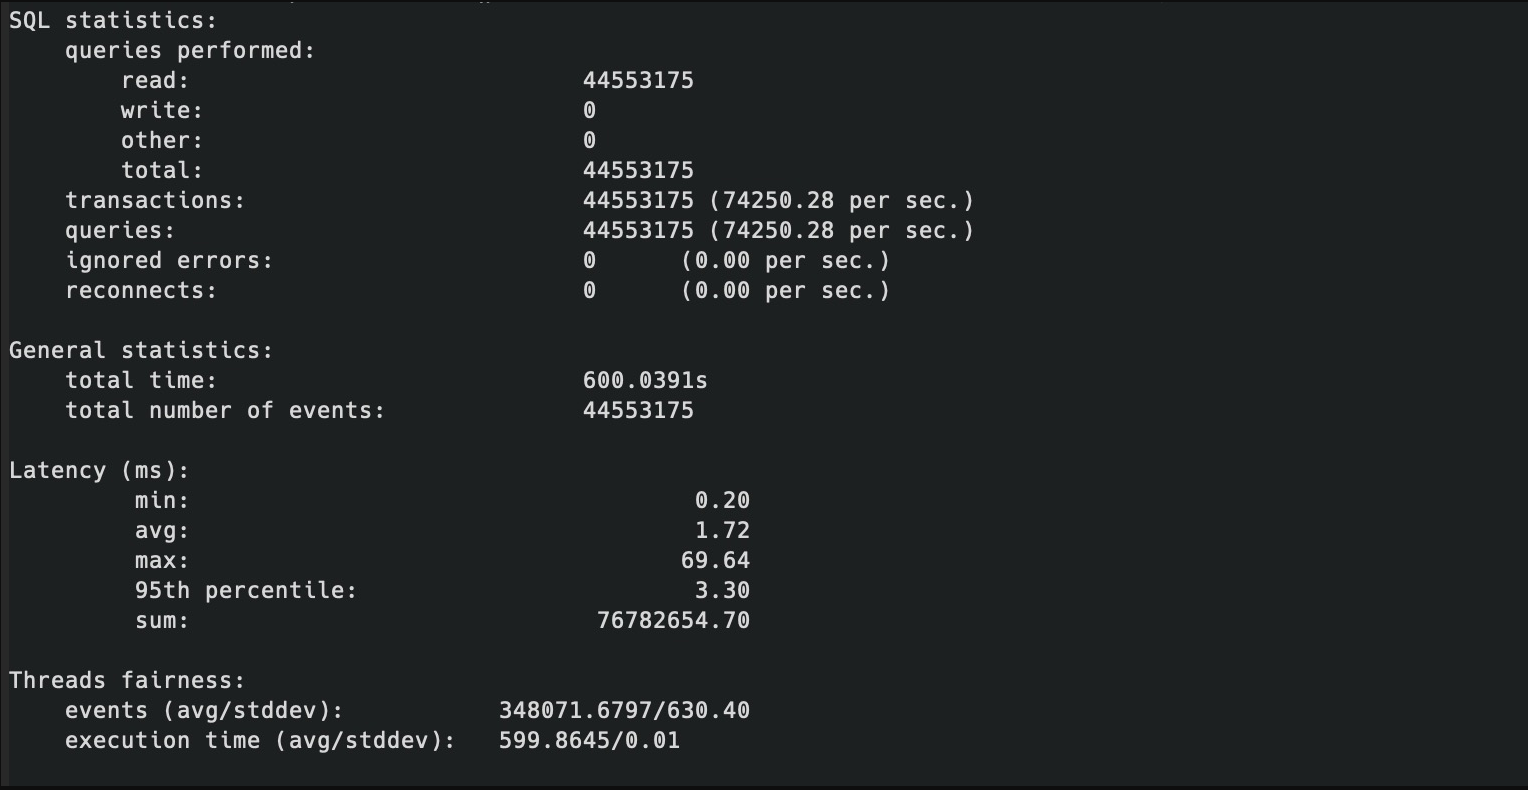 SQL statistics:
queries performed:
read: 44553175
write: 0
other: 0
total: 44553175
transactions: 44553175 (74250.28 per sec.)
queries: 44553175 (74250.28 per sec.)
ignored errors: 0 (0.00 per sec.)
reconnects: 0 (0.00 per sec.)
General statistics:
total time: 600.0391s
total number of events: 44553175
Latency (ms):
min: 0.20
avg: 1.72
max: 69.64
95th percentile: 3.30
sum: 76782654.70
Threads fairness:
events (avg/stddev): 348071.6797/630.40
execution time (avg/stddev): 599.8645/0.01